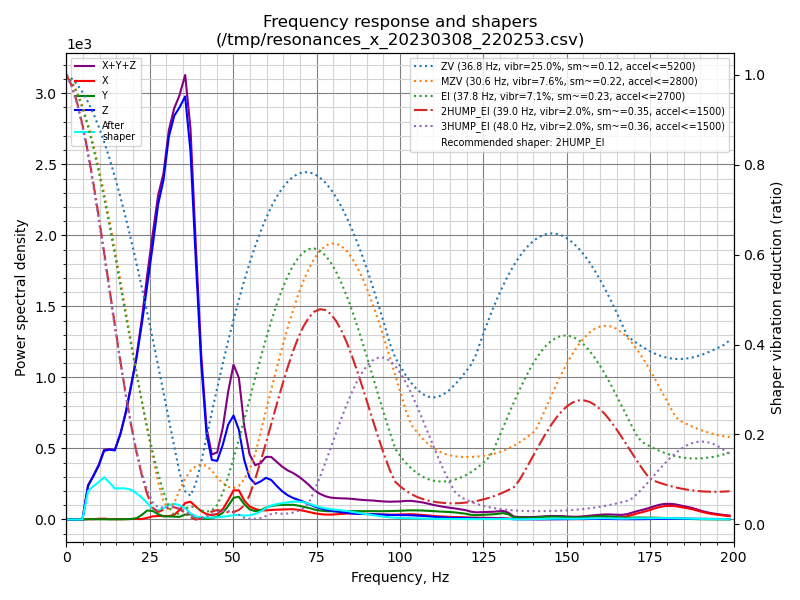 Frequency response and shapers
(/tmp/resonances_x_20230308_220253.csv)
1e3
X+Y+Z
X
Y
Z
After
shaper
ZV (36.8 Hz, vibr=25.0%, sm~=0.12, accel<=5200)
MZV (30.6 Hz, vibr=7.6%, sm~=0.22, accel<=2800)
EI (37.8 Hz, vibr=7.1%, sm~=0.23, accel<=2700)
2HUMP_EI (39.0 Hz, vibr=2.0%, sm~=0.35, accel<=1500)
3HUMP_EI (48.0 Hz, vibr=2.0%, sm~=0.36, accel<=1500)
Recommended shaper: 2HUMP_EI
Power spectral density
3.0
2.5
2.0
1.5
1.0
0.5
0.0
1.0
0.8
0.6
0.4
0.2
0.0
Shaper vibration reduction (ratio)
0 25 50 75 100 125 150 175 200
Frequency, Hz